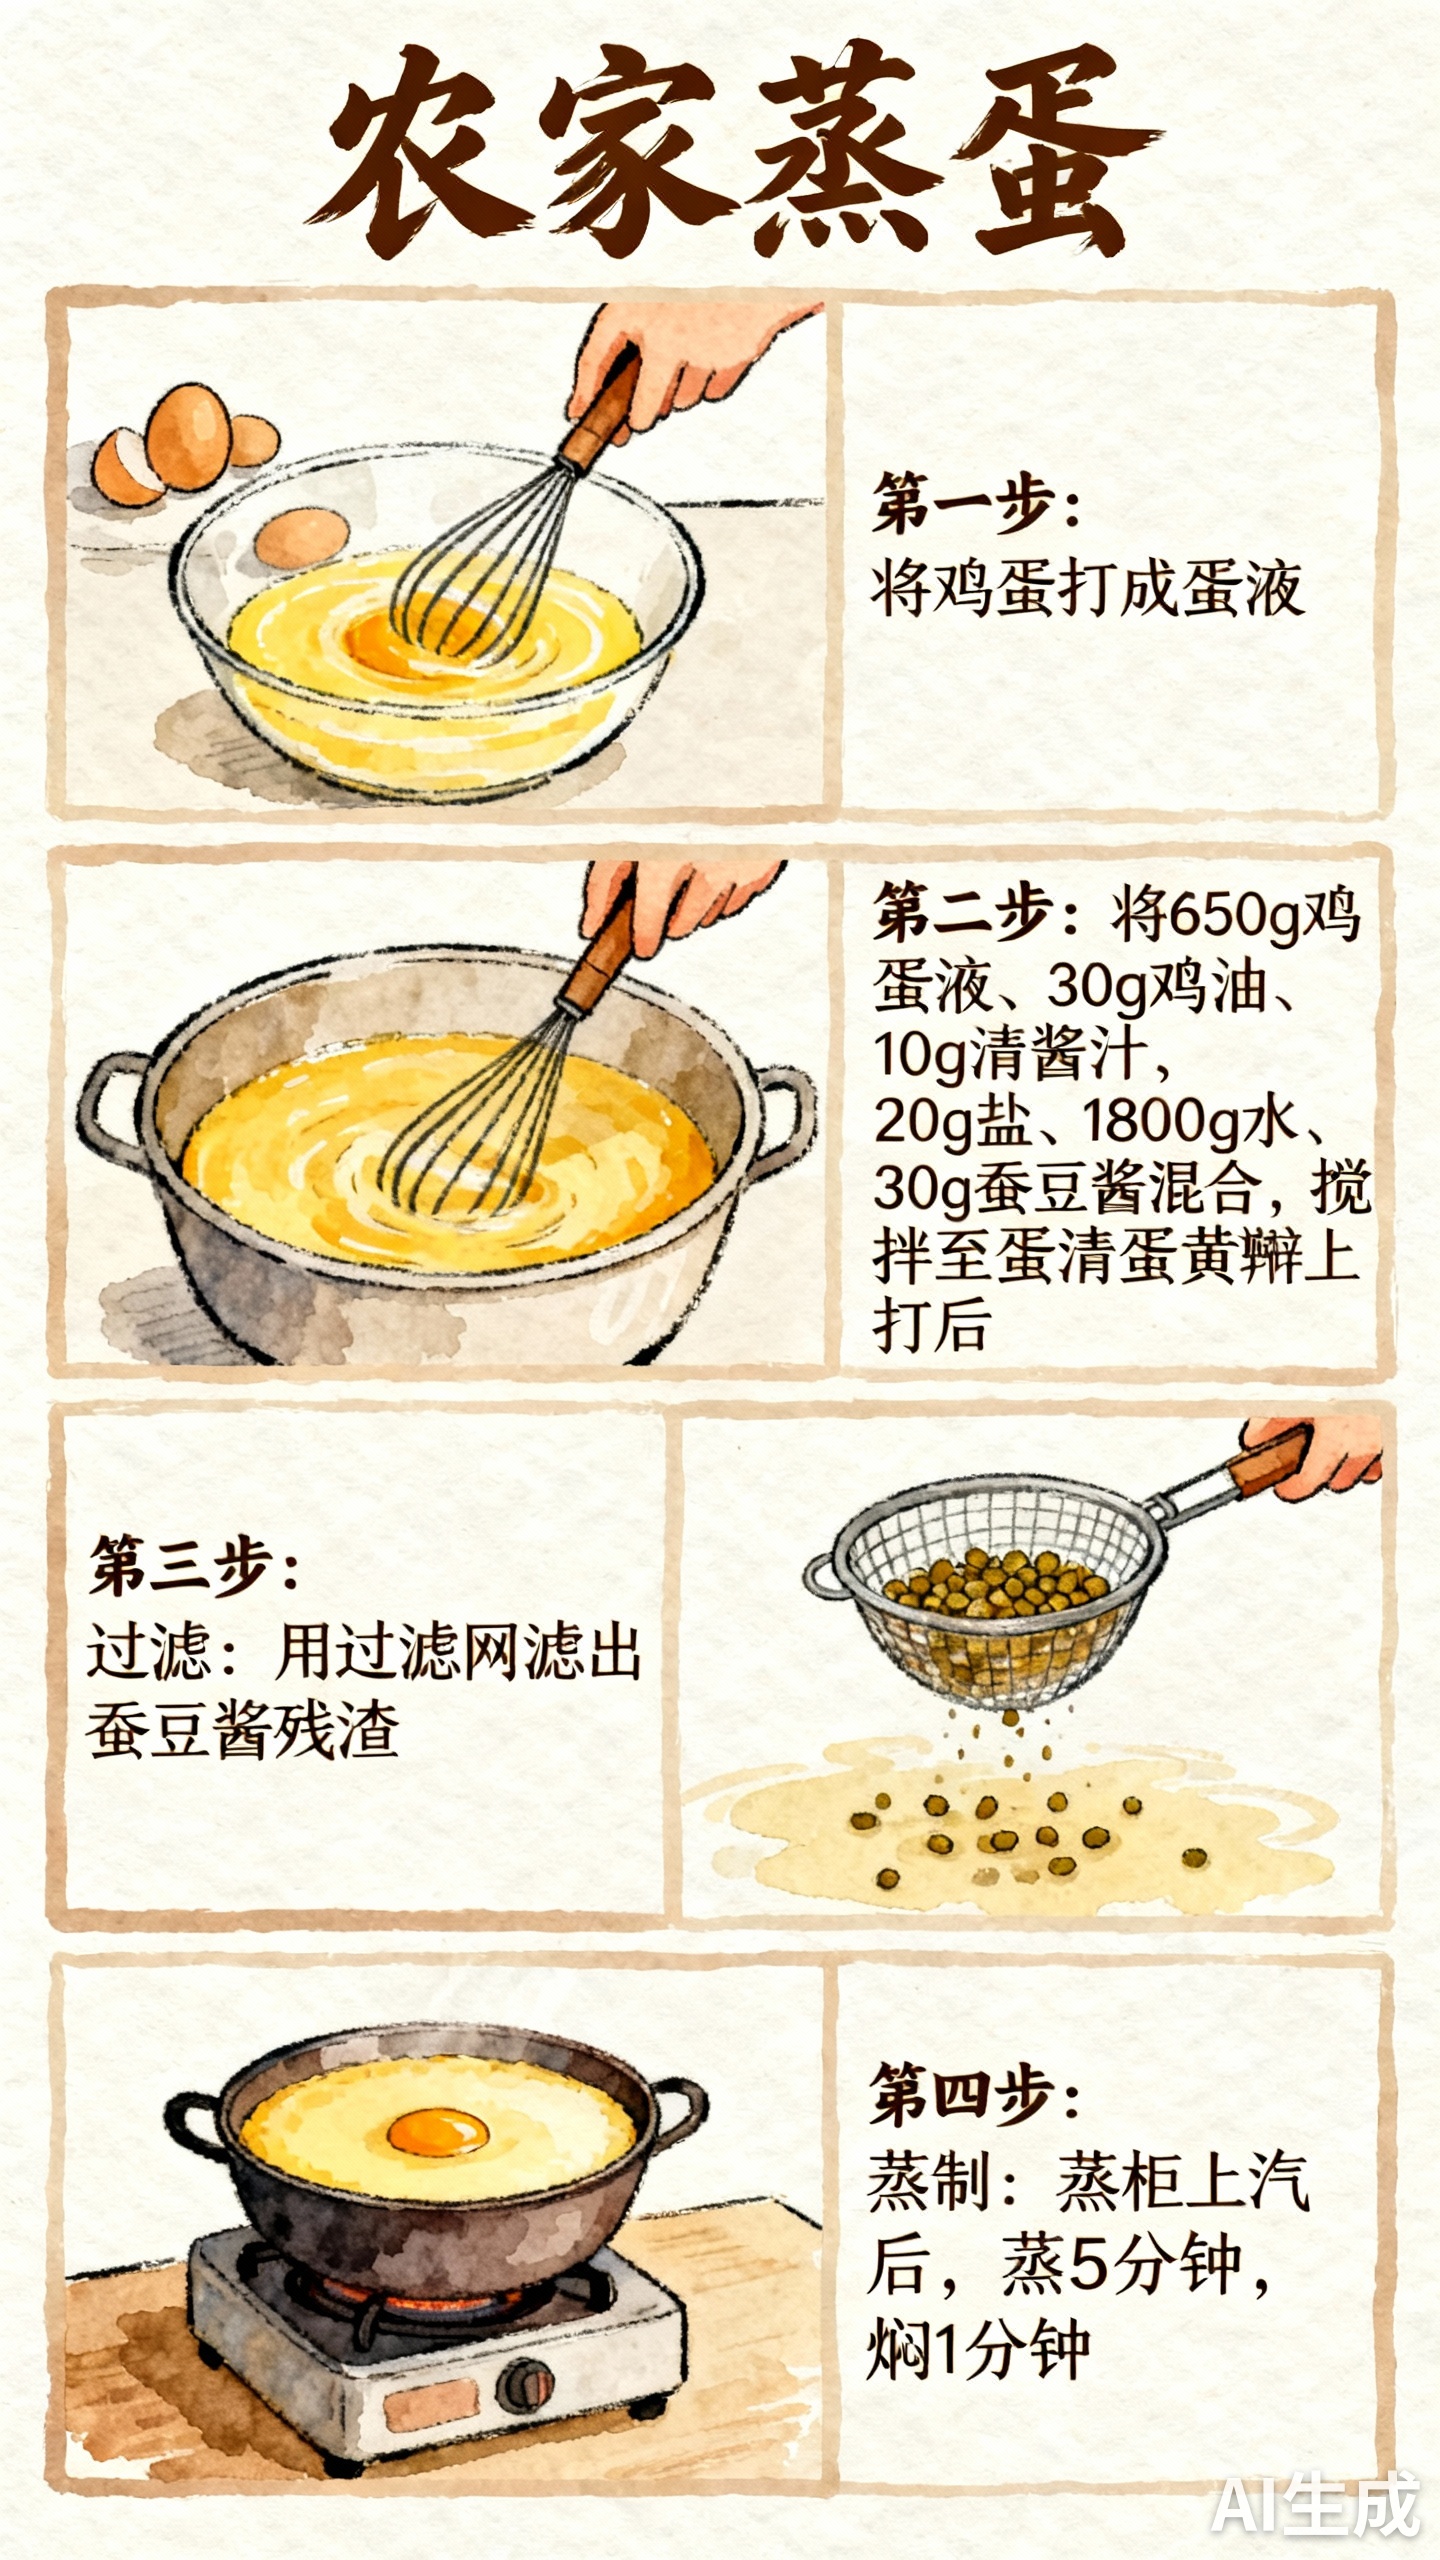 农家蒸蛋
第一步：
将鸡蛋打成蛋液
第二步：将650g鸡
蛋液、30g鸡油、
10g清酱汁，
20g盐、1800g水、
30g蚕豆酱混合，搅
拌至蛋清蛋黄上
打后
第三步：
过滤：用过滤网滤出
蚕豆酱残渣
第四步：
蒸制：蒸柜上汽
后，蒸5分钟，
焖1分钟
AI生成